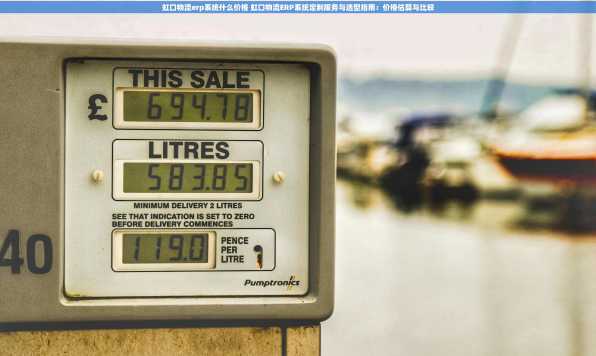 虹口物流erp系统什么价格 虹口物流ERP系统定制服务与选型指南：价格估算与比较
THIS SALE
£ 694.78
LITRES
583.85
MINIMUM DELIVERY 2 LITRES
SEE THAT INDICATION IS SET TO ZERO
BEFORE DELIVERY COMMENCES
40
119.0
PENCE
PER
LITRE
Pumptronics